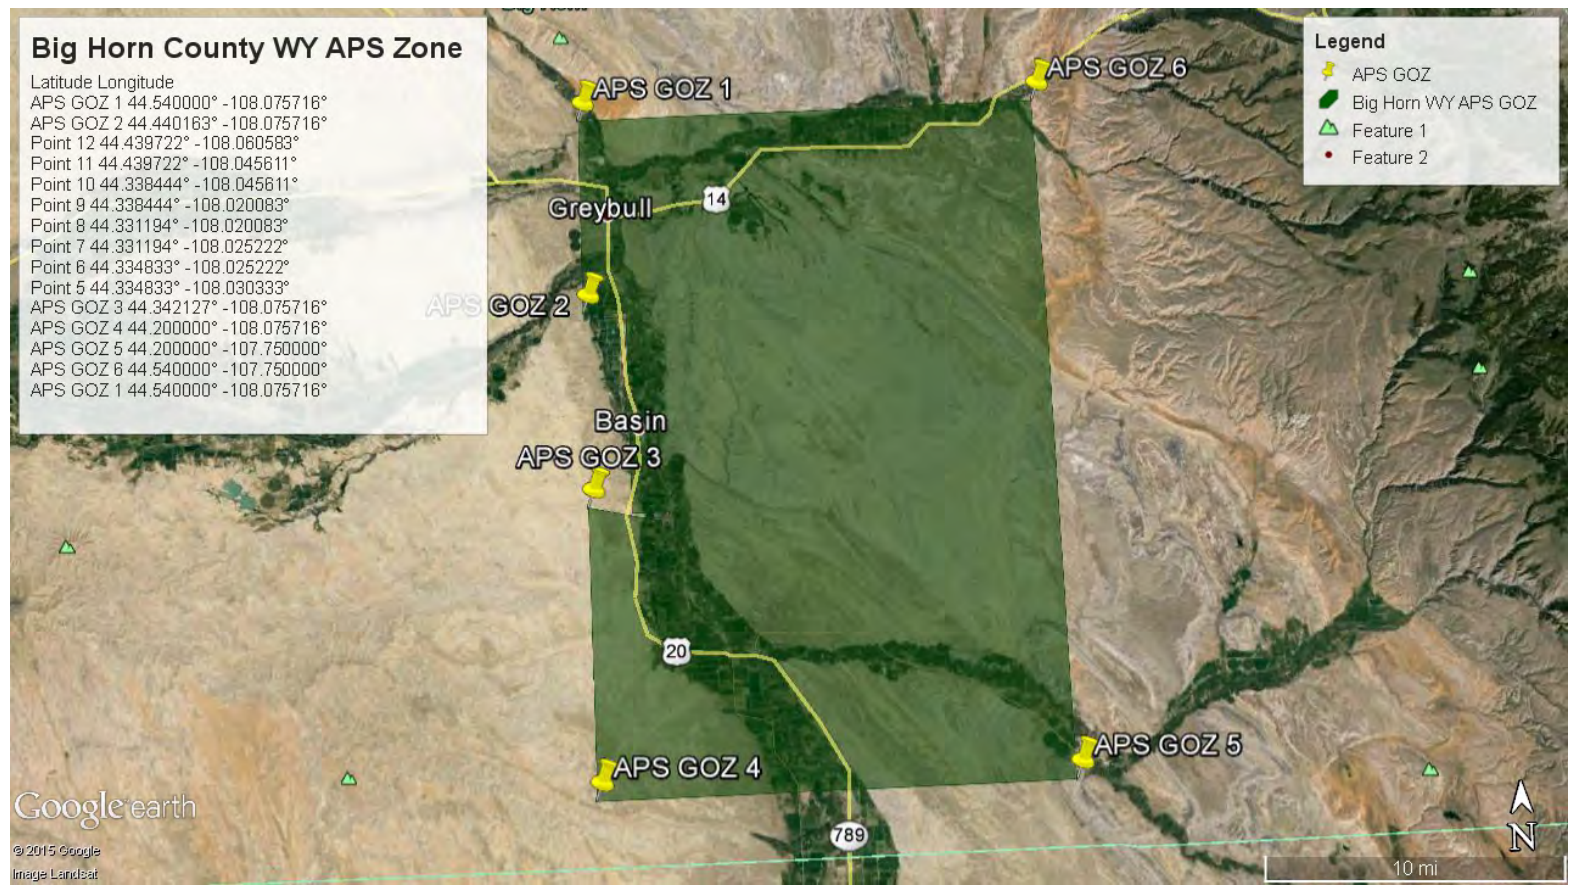 Big Horn County WY APS Zone
Latitude Longitude
APS GOZ 1 44.540000° -108.075716°
APS GOZ 2 44.440163° -108.075716°
Point 12 44.439722° -108.060583°
Point 11 44.439722° -108.045611°
Point 10 44.338444° -108.045611°
Point 9 44.338444° -108.020083°
Point 8 44.331194° -108.020083°
Point 7 44.331194° -108.025222°
Point 6 44.334833° -108.025222°
Point 5 44.334833° -108.030333°
APS GOZ 3 44.342127° -108.075716°
APS GOZ 4 44.200000° -108.075716°
APS GOZ 5 44.200000° -107.750000°
APS GOZ 6 44.540000° -107.750000°
APS GOZ 1 44.540000° -108.075716°
Legend
APS GOZ
Big Horn WY APS GOZ
Feature 1
Feature 2
APS GOZ 1
APS GOZ 6
14
Greybull
APS GOZ 2
Basin
APS GOZ 3
20
APS GOZ 5
APS GOZ 4
789
Google earth
© 2015 Google
Image Landsat
N
10 mi